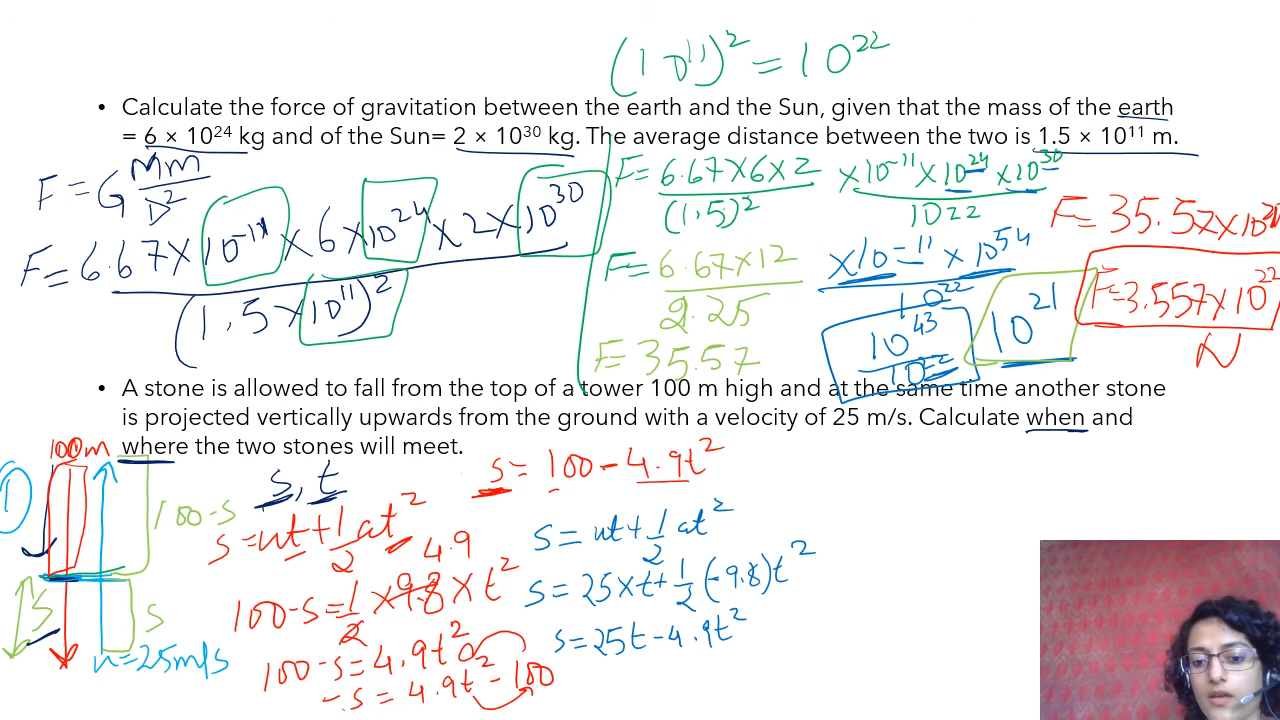 (10¹¹)² = 10²²
• Calculate the force of gravitation between the earth and the Sun, given that the mass of the earth
= 6 × 10²⁴ kg and of the Sun= 2 × 10³⁰ kg. The average distance between the two is 1.5 × 10¹¹ m.
F = G Mm/D²
F = 6.67 × 10⁻¹¹ × 6 × 10²⁴ × 2 × 10³⁰
(1.5 × 10¹¹)²
F = 6.67 × 6 × 2 × 10⁻¹¹ × 10²⁴ × 10³⁰
(1.5)² 10²²
F = 6.67 × 12 × 10⁻¹¹ × 10⁵⁴
2.25 10²²
F = 35.57
10⁴³
10²²
10²¹
F = 35.57 × 10²¹
F = 3.557 × 10²²
N
• A stone is allowed to fall from the top of a tower 100 m high and at the same time another stone
is projected vertically upwards from the ground with a velocity of 25 m/s. Calculate when and
where the two stones will meet.
100m
①
100-s
s
s
u=25m/s
s, t
s = ut + 1/2 at²
4.9
100-s = 1/2 × 9.8 × t²
100-s = 4.9t²
-s = 4.9t² - 100
s = 100 - 4.9t²
s = ut + 1/2 at²
s = 25×t + 1/2 (-9.8)t²
s = 25t - 4.9t²